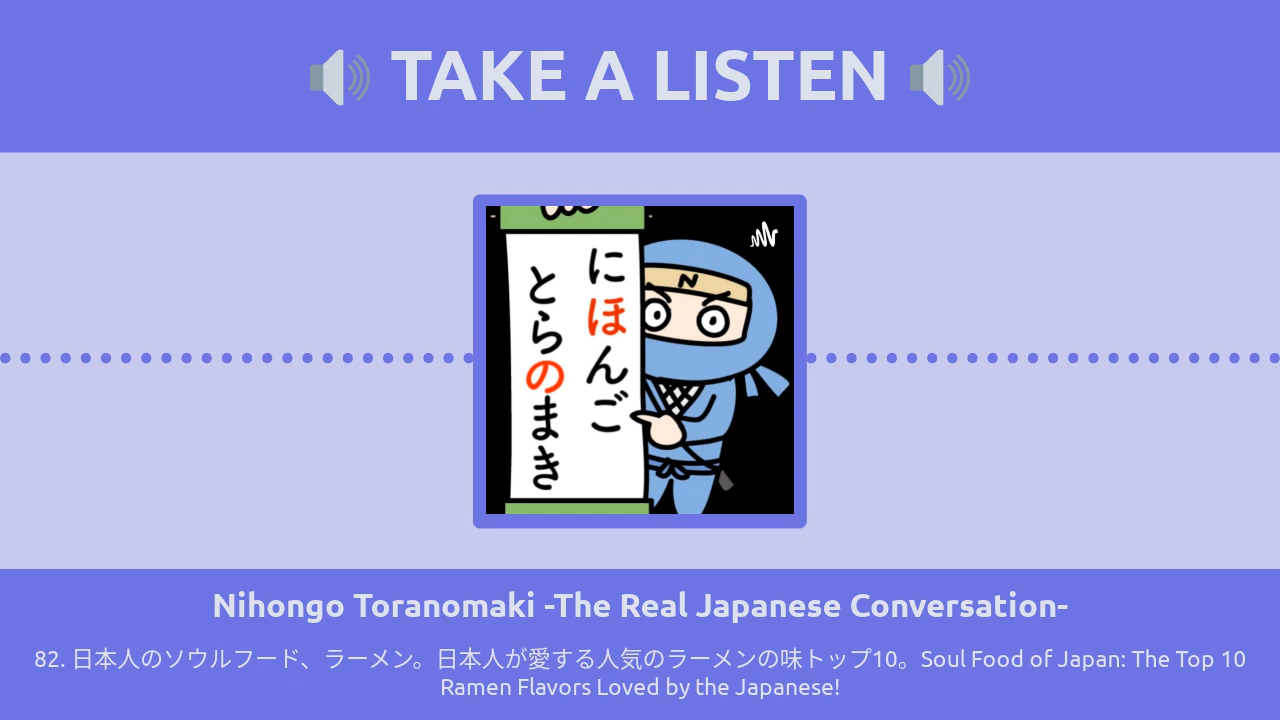 TAKE A LISTEN
にほんご
とらのまき
N
Nihongo Toranomaki -The Real Japanese Conversation-
82. 日本人のソウルフード、ラーメン。日本人が愛する人気のラーメンの味トップ10。Soul Food of Japan: The Top 10
Ramen Flavors Loved by the Japanese!